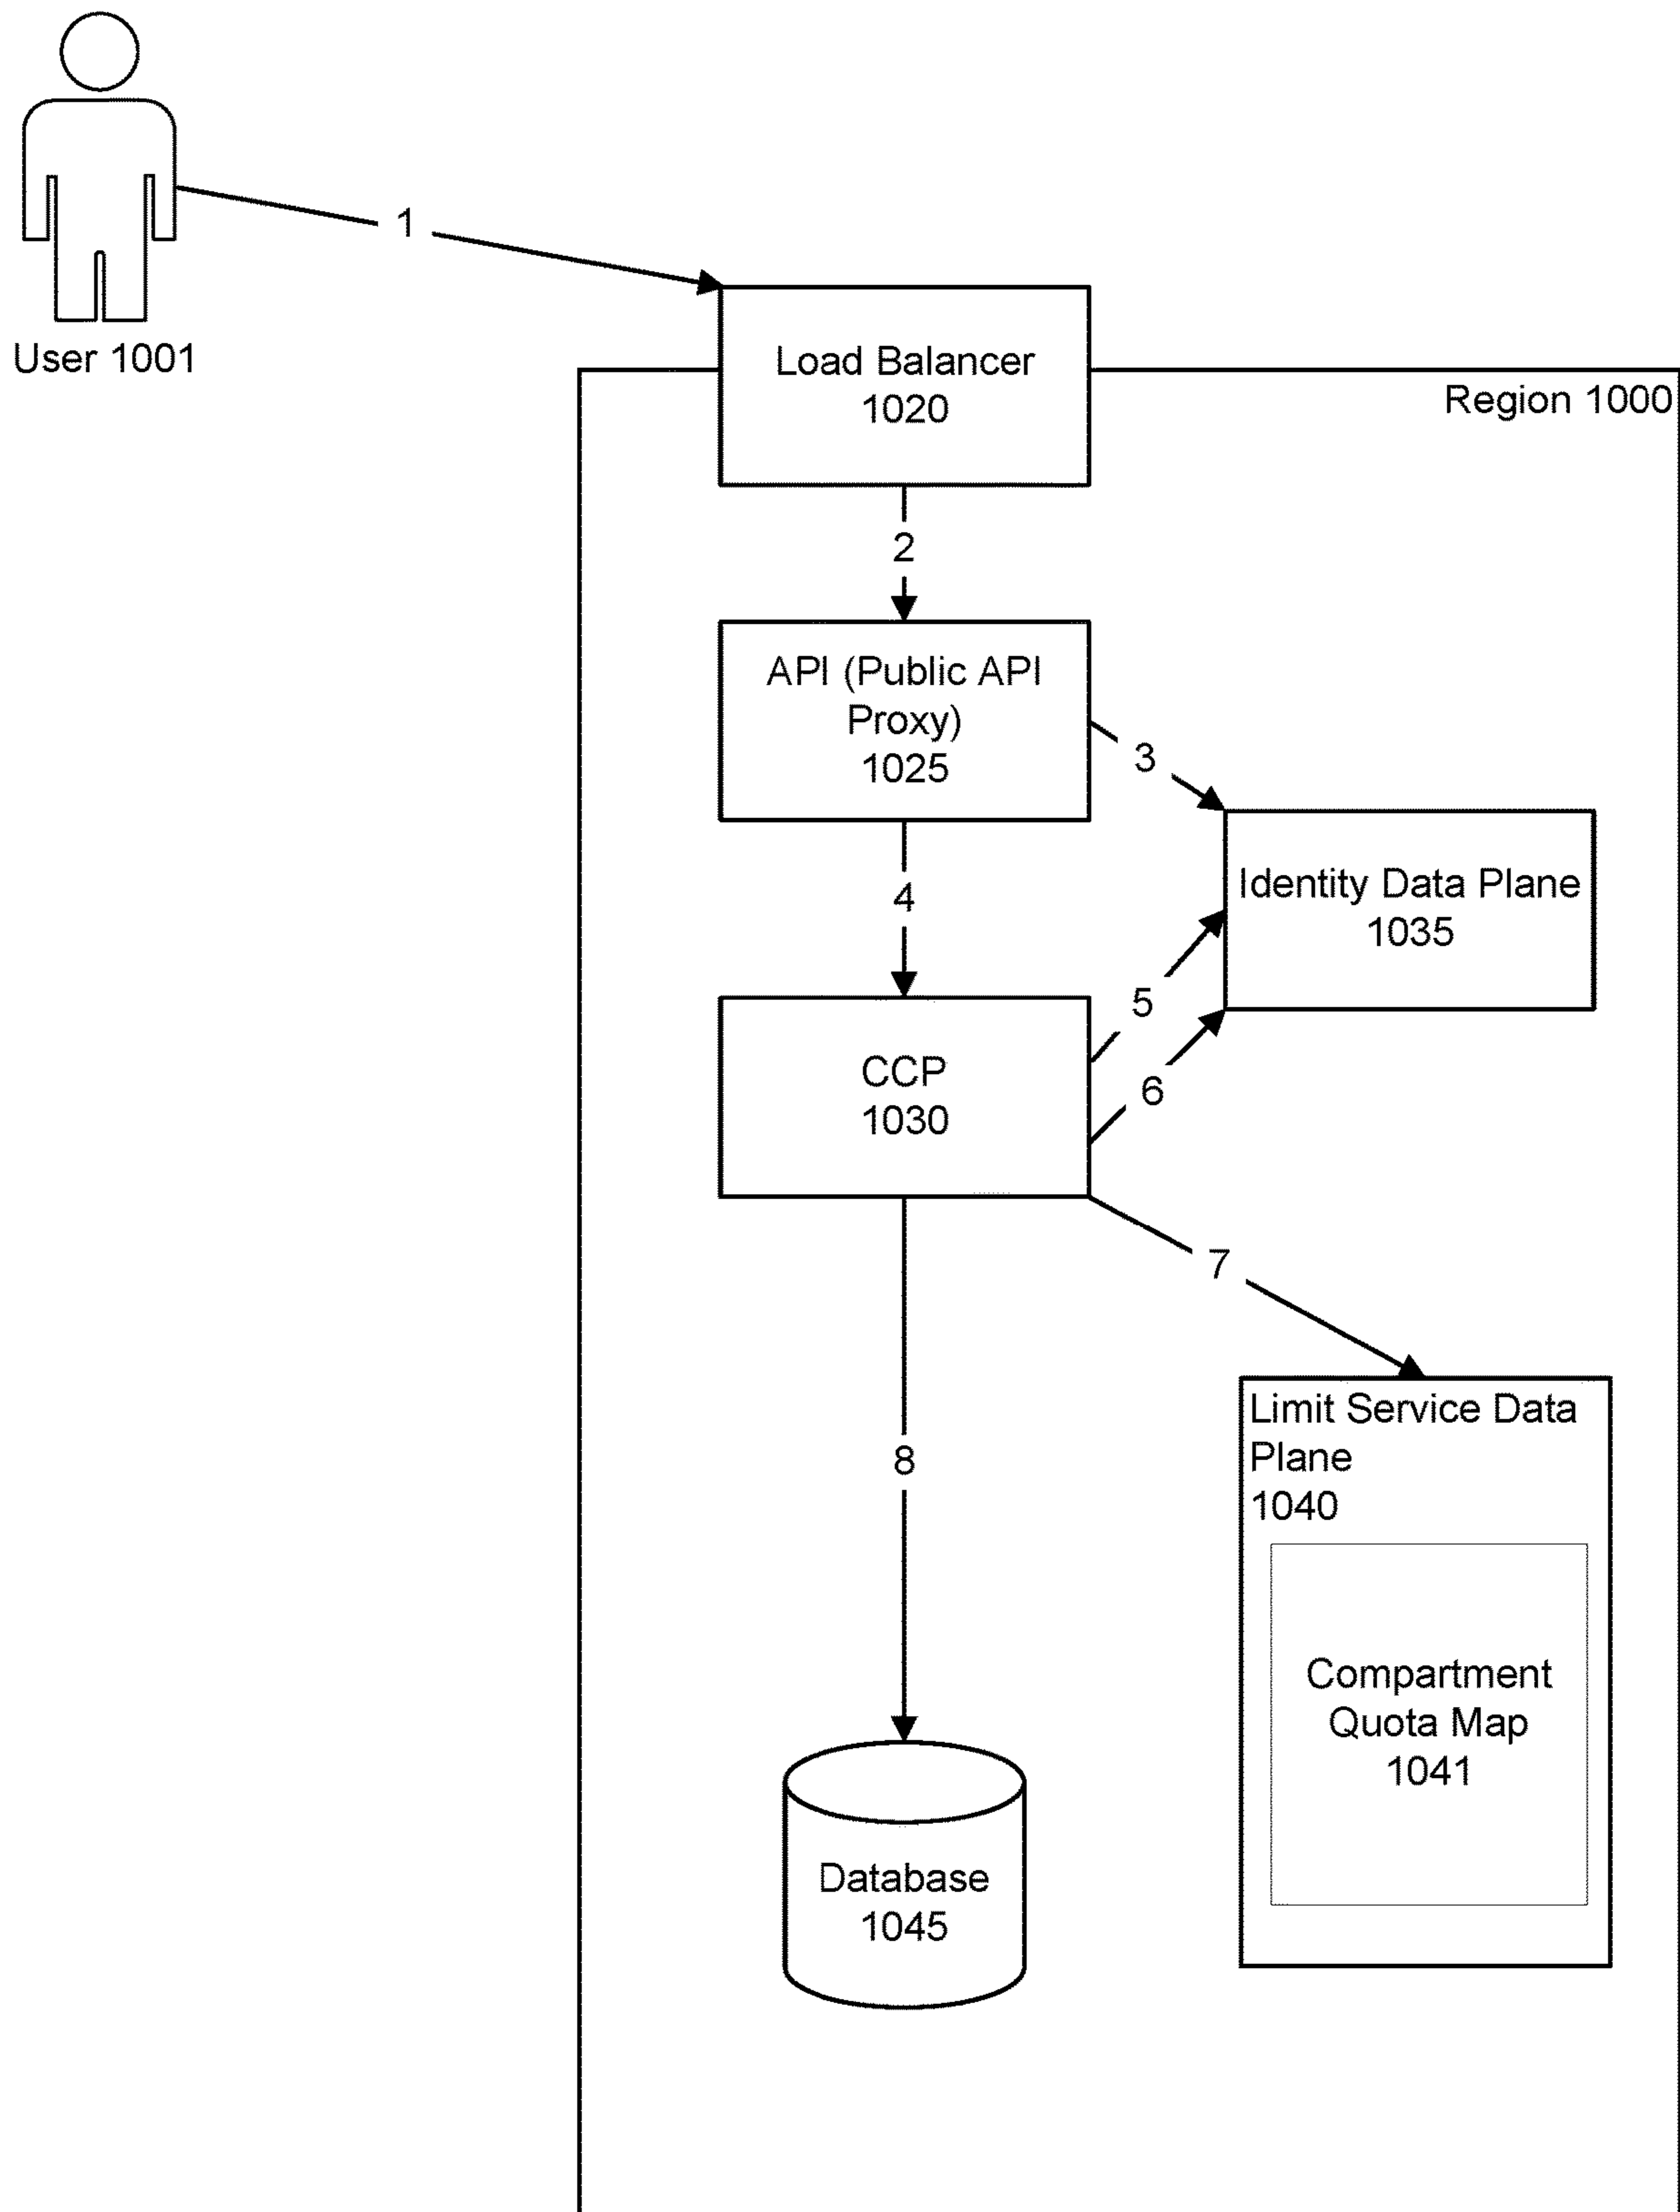 User 1001
1
Load Balancer
1020
Region 1000
2
API (Public API
Proxy)
1025
3
4
Identity Data Plane
1035
5
CCP
1030
6
7
Limit Service Data
Plane
1040
8
Compartment
Quota Map
1041
Database
1045